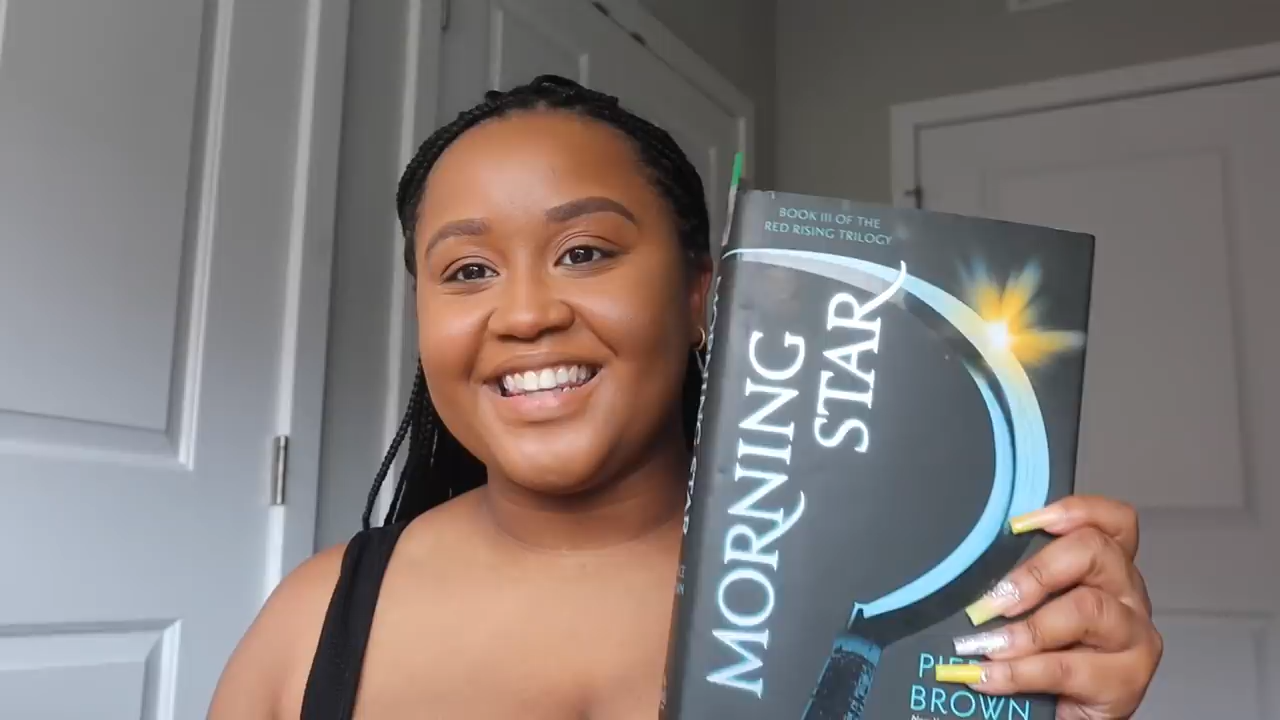 BOOK III OF THE
RED RISING TRILOGY
MORNING
STAR
BROWN